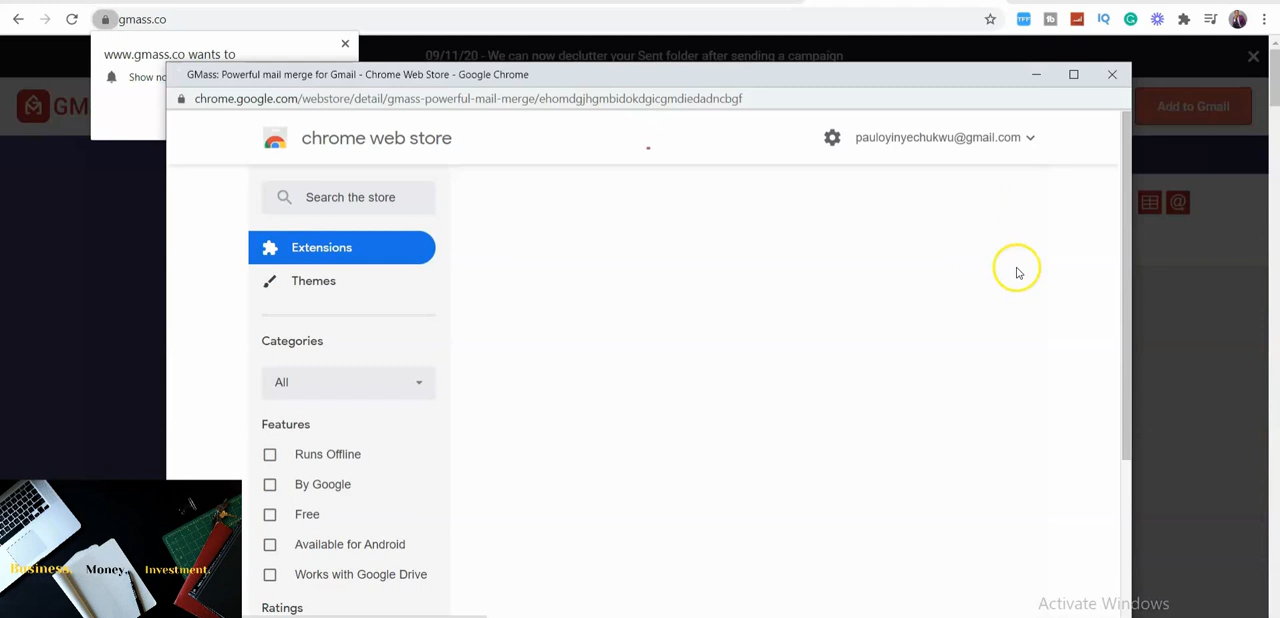 gmass.co
www.gmass.co wants to
Show no
09/11/20 - We can now declutter your Sent folder after sending a campaign
GMass: Powerful mail merge for Gmail - Chrome Web Store - Google Chrome
chrome.google.com/webstore/detail/gmass-powerful-mail-merge/ehomdgjhgmbidokdgicgmdiedadncbgf
GM
Add to Gmail
chrome web store
pauloyinyechukwu@gmail.com
Search the store
Extensions
Themes
Categories
All
Features
Runs Offline
By Google
Free
Available for Android
Works with Google Drive
Ratings
Business. Money. Investment.
Activate Windows